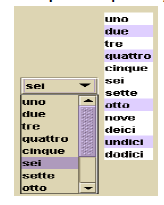 uno
due
tre
quattro
cinque
sei
sette
otto
nove
deici
undici
dodici
sei
uno
due
tre
quattro
cinque
sei
sette
otto